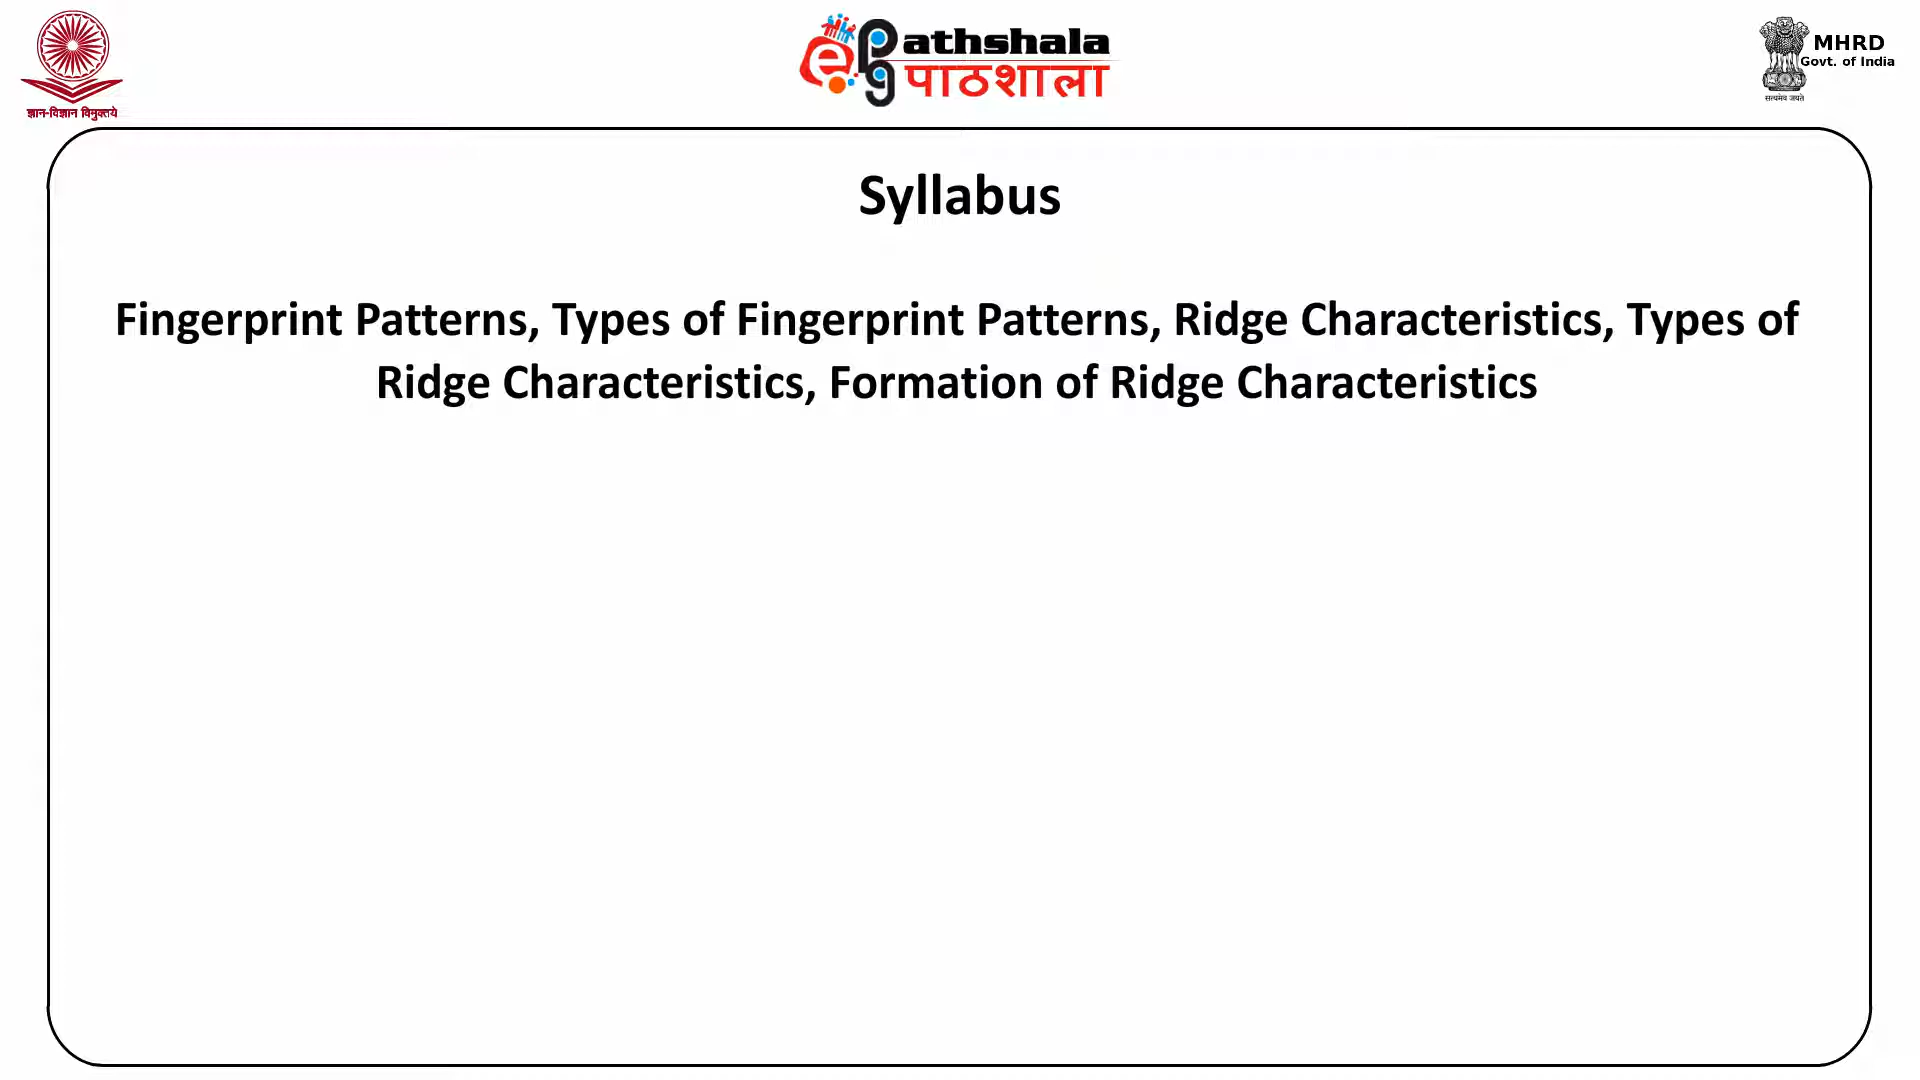 ज्ञान-विज्ञान विमुक्तये
ePathshala
पाठशाला
MHRD
Govt. of India
सत्यमेव जयते
Syllabus
Fingerprint Patterns, Types of Fingerprint Patterns, Ridge Characteristics, Types of
Ridge Characteristics, Formation of Ridge Characteristics